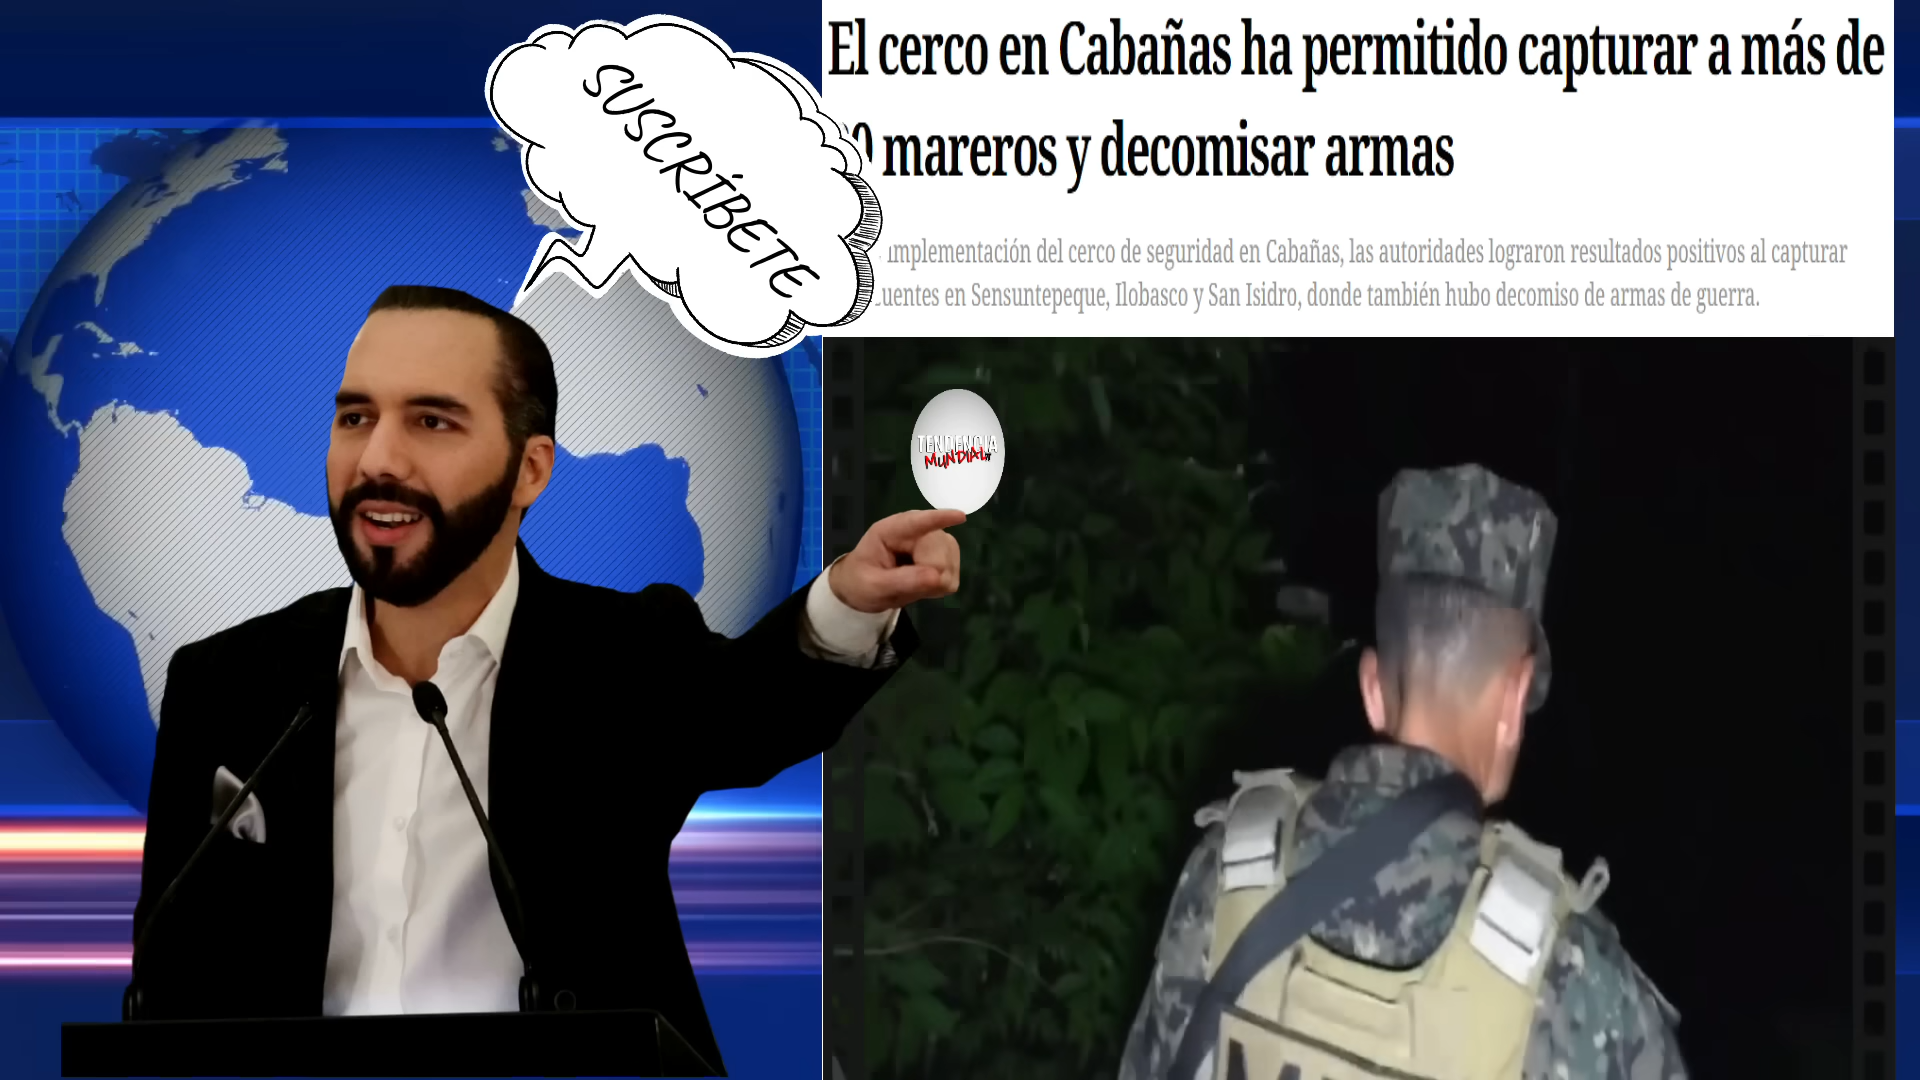 SUSCRÍBETE
El cerco en Cabañas ha permitido capturar a más de
mareros y decomisar armas
implementación del cerco de seguridad en Cabañas, las autoridades lograron resultados positivos al capturar
en Sensuntepeque, Ilobasco y San Isidro, donde también hubo decomiso de armas de guerra.
TENDENCIA
MUNDIAL